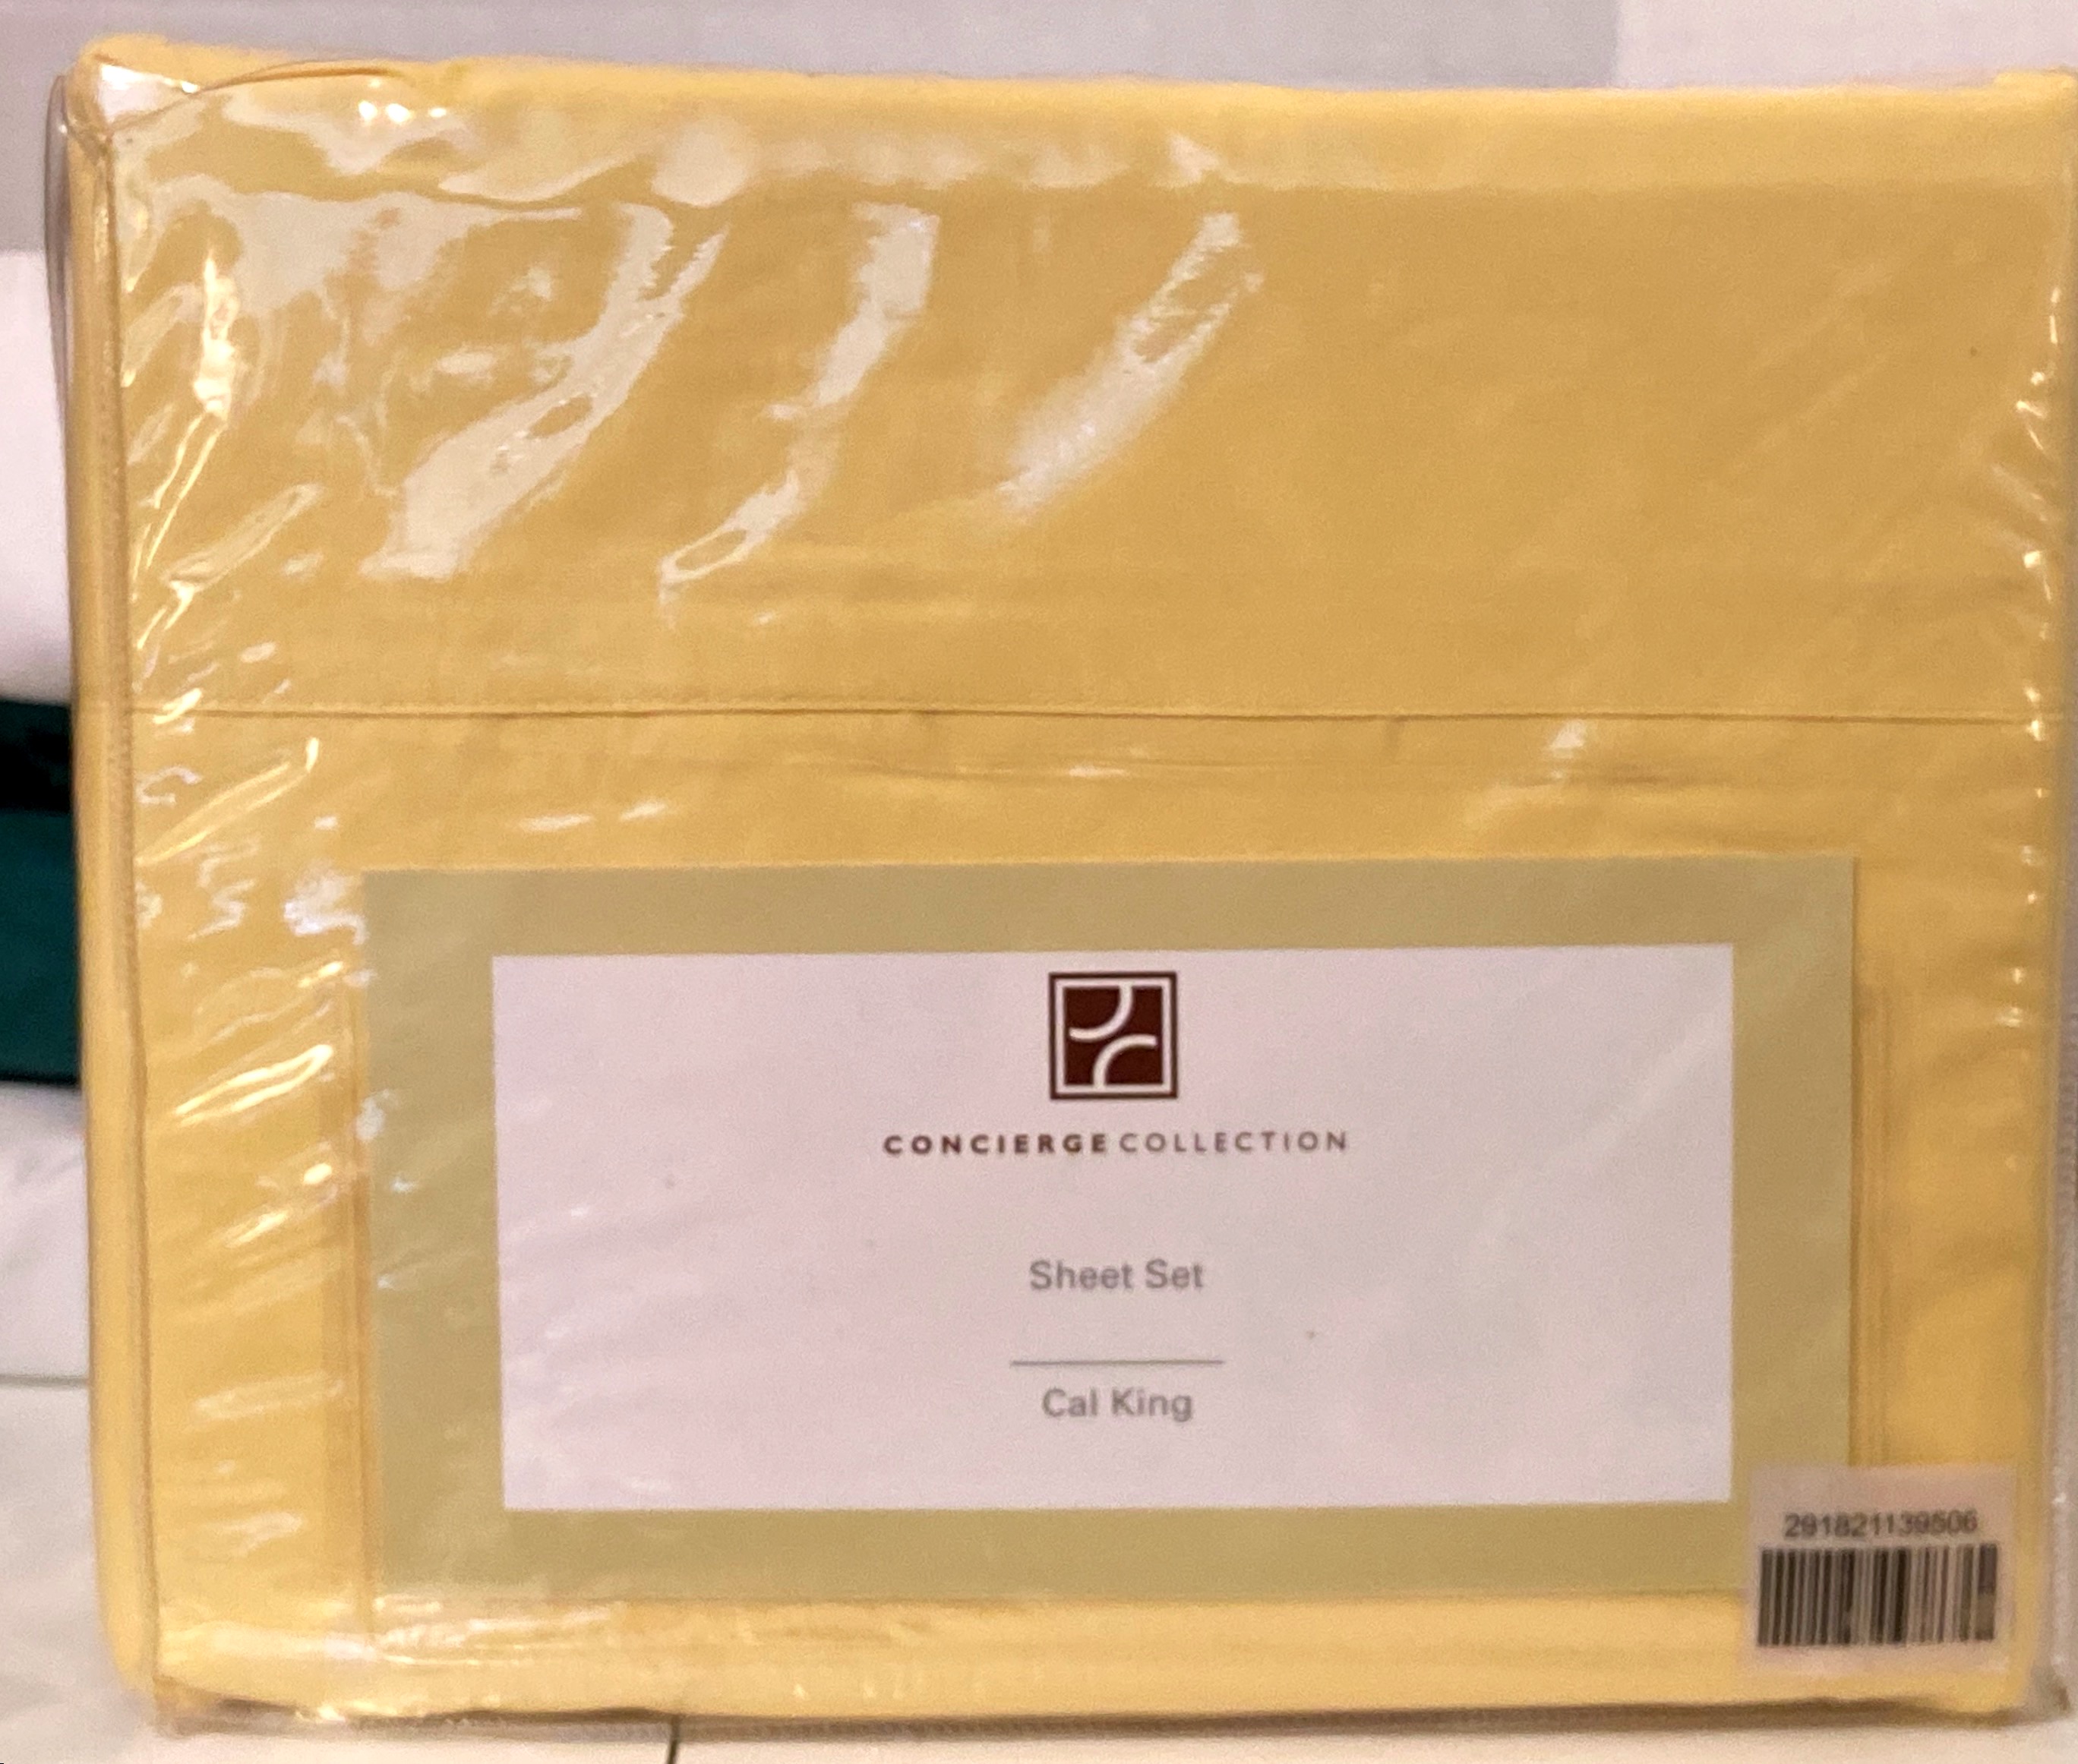 CONCIERGE COLLECTION
Sheet Set
Cal King
291821139506